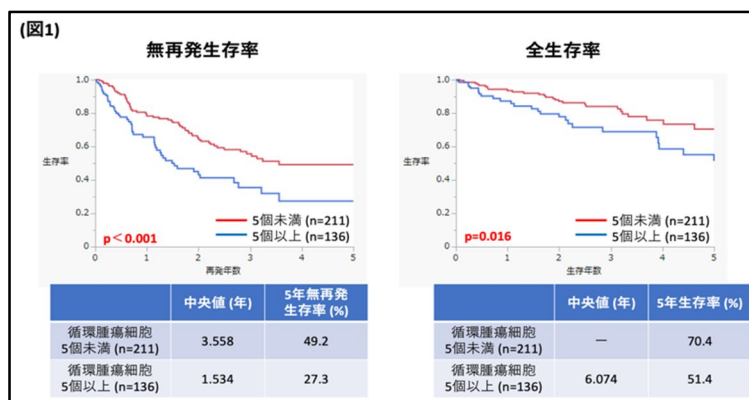 (図1)
無再発生存率
全生存率
1.0
0.8
0.6
生存率
0.4
0.2
0
p＜0.001
5個未満 (n=211)
5個以上 (n=136)
0 1 2 3 4 5
再発年数
1.0
0.8
0.6
生存率
0.4
0.2
0
p=0.016
5個未満 (n=211)
5個以上 (n=136)
0 1 2 3 4 5
生存年数
中央値 (年) 5年無再発
生存率 (%)
循環腫瘍細胞
5個未満 (n=211) 3.558 49.2
循環腫瘍細胞
5個以上 (n=136) 1.534 27.3
中央値 (年) 5年生存率 (%)
循環腫瘍細胞
5個未満 (n=211) — 70.4
循環腫瘍細胞
5個以上 (n=136) 6.074 51.4